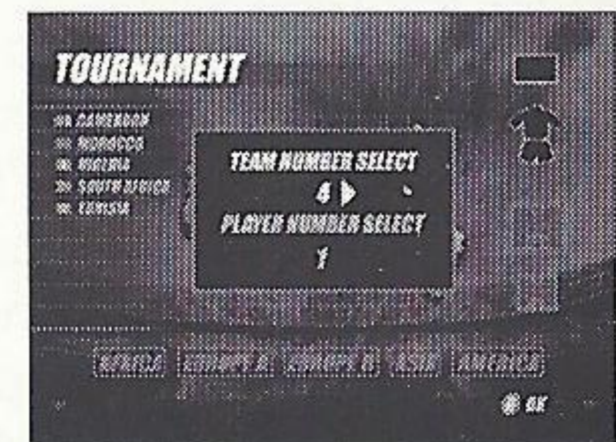 TOURNAMENT
CAMEROON
MOROCCO
NIGERIA
SOUTH AFRICA
TUNISIA
TEAM NUMBER SELECT
4
PLAYER NUMBER SELECT
1
AFRICA EUROPE A EUROPE B ASIA AMERICA
OK